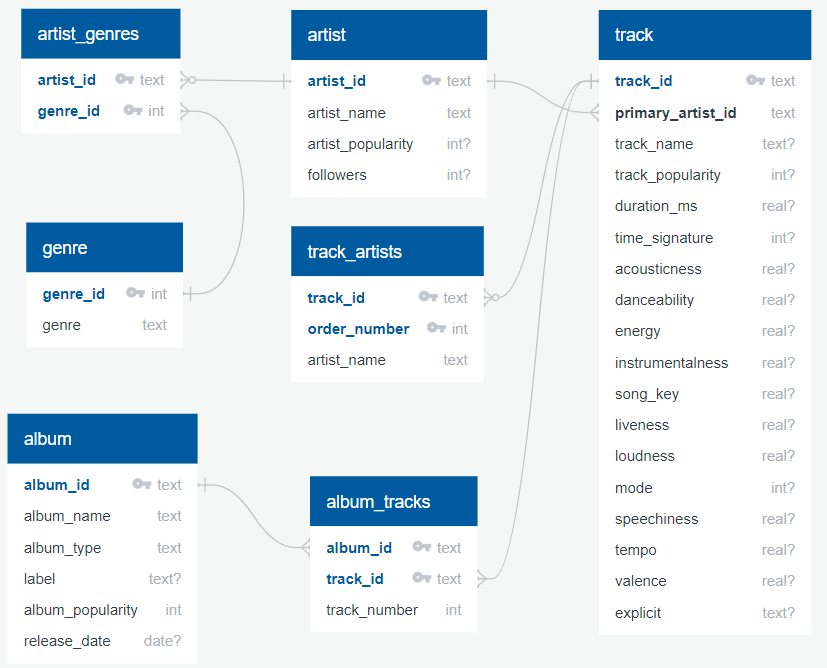 artist_genres
artist_id text
genre_id int
artist
artist_id text
artist_name text
artist_popularity int?
followers int?
track
track_id text
primary_artist_id text
track_name text?
track_popularity int?
duration_ms real?
time_signature int?
acousticness real?
danceability real?
energy real?
instrumentalness real?
song_key real?
liveness real?
loudness real?
mode int?
speechiness real?
tempo real?
valence real?
explicit text?
genre
genre_id int
genre text
track_artists
track_id text
order_number int
artist_name text
album
album_id text
album_name text
album_type text
label text?
album_popularity int
release_date date?
album_tracks
album_id text
track_id text
track_number int